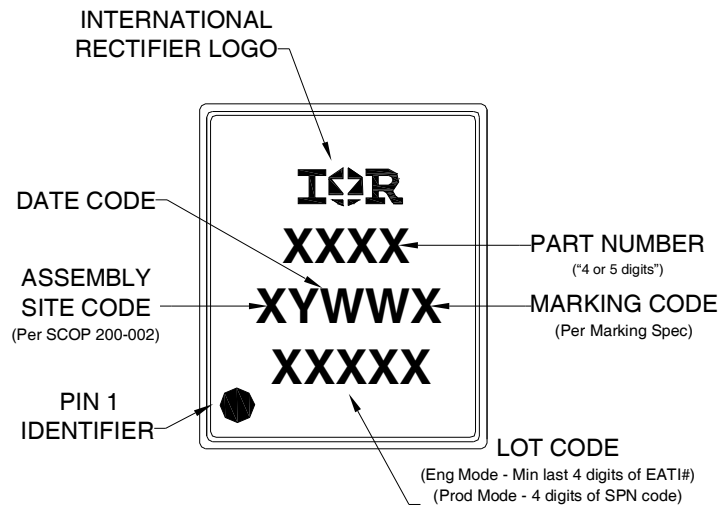 INTERNATIONAL
RECTIFIER LOGO
IOR
DATE CODE
XXXX
PART NUMBER
("4 or 5 digits")
ASSEMBLY
SITE CODE
(Per SCOP 200-002)
XYWWX
MARKING CODE
(Per Marking Spec)
XXXXX
PIN 1
IDENTIFIER
LOT CODE
(Eng Mode - Min last 4 digits of EATI#)
(Prod Mode - 4 digits of SPN code)